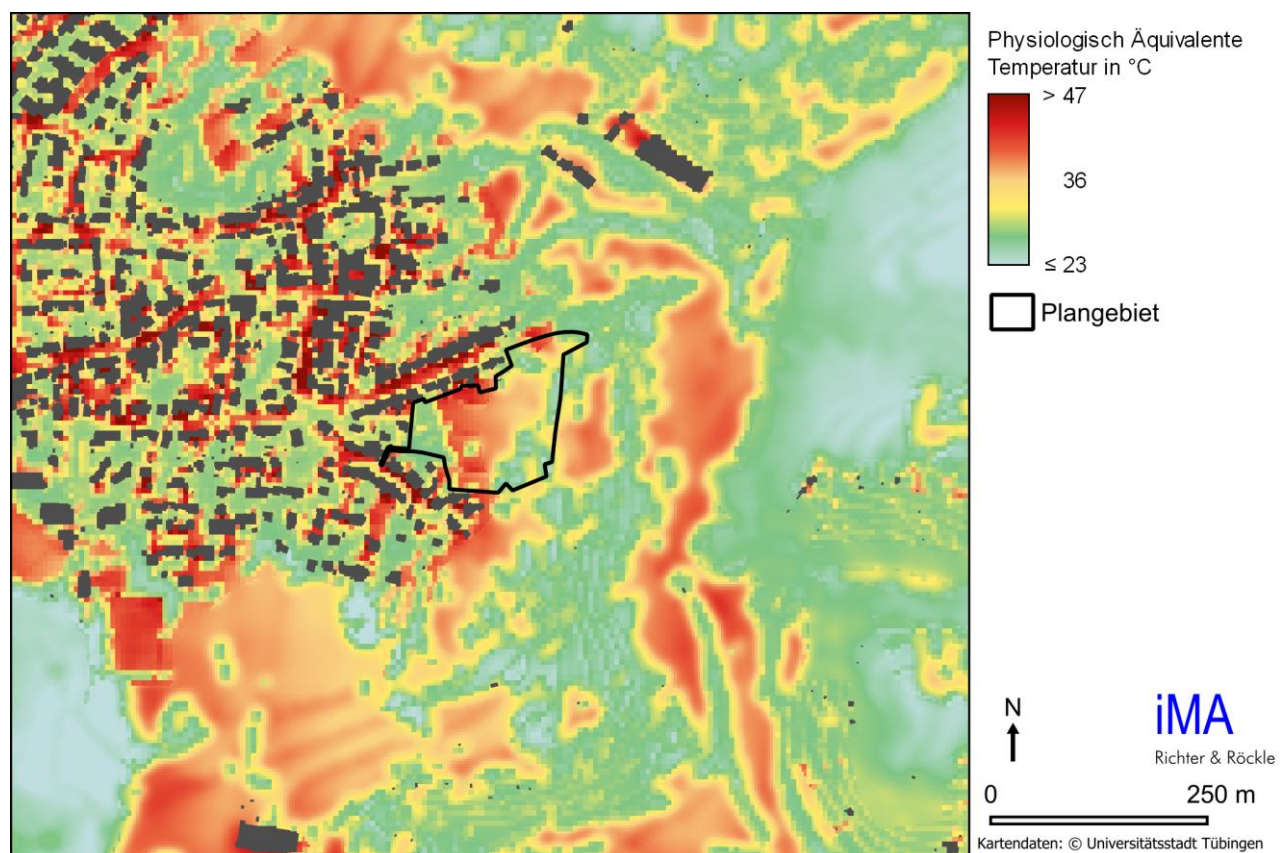 Physiologisch Äquivalente
Temperatur in °C
> 47
36
≤ 23
Plangebiet
N
iMA
Richter & Röckle
0 250 m
Kartendaten: © Universitätsstadt Tübingen